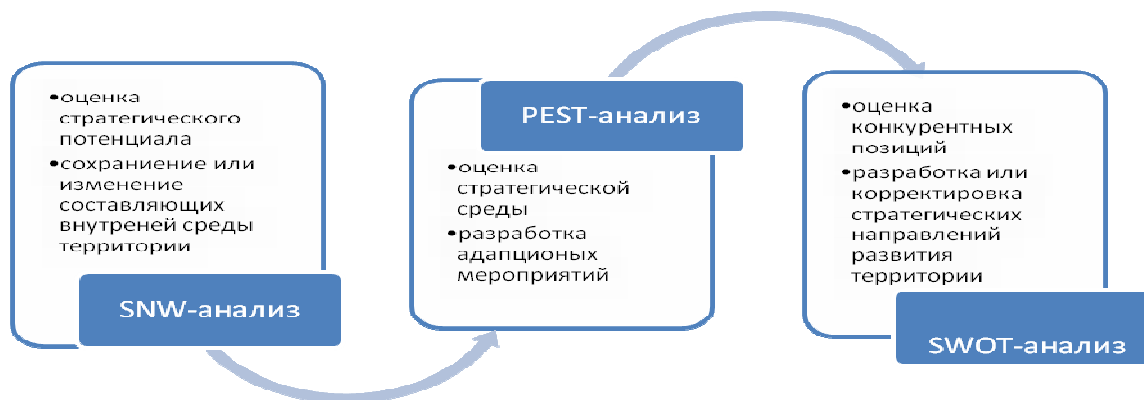 •оценка
стратегического
потенциала
•сохраниение или
изменение
составляющих
внутреней среды
территории
SNW-анализ
PEST-анализ
•оценка
стратегической
среды
•разработка
адапционых
мероприятий
•оценка
конкурентных
позиций
•разработка или
корректировка
стратегических
направлений
развития
территории
SWOT-анализ